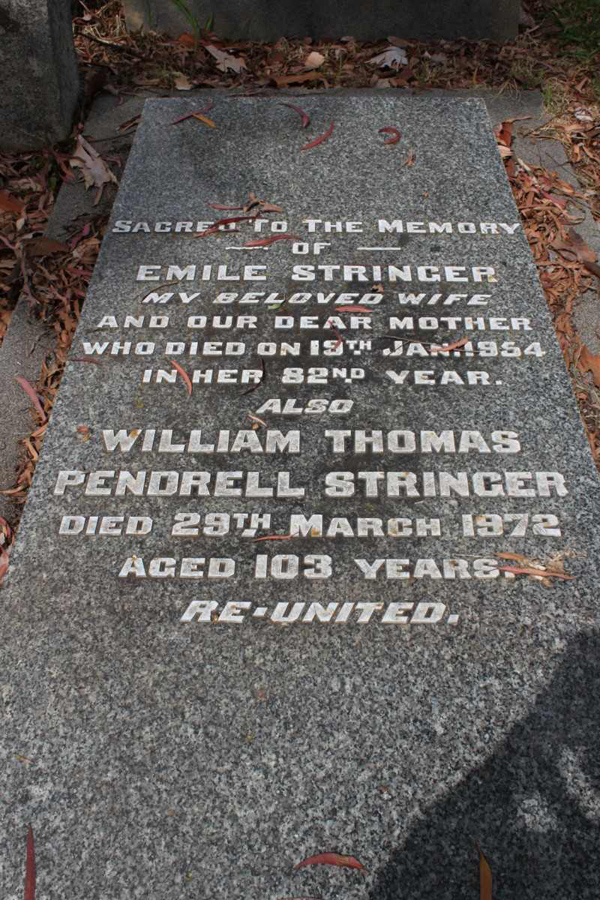 SACRED TO THE MEMORY
— OF —
EMILE STRINGER
MY BELOVED WIFE
AND OUR DEAR MOTHER
WHO DIED ON 19TH JAN. 1954
IN HER 82ND YEAR.
ALSO
WILLIAM THOMAS
PENDRELL STRINGER
DIED 29TH MARCH 1972
AGED 103 YEARS.
RE-UNITED.